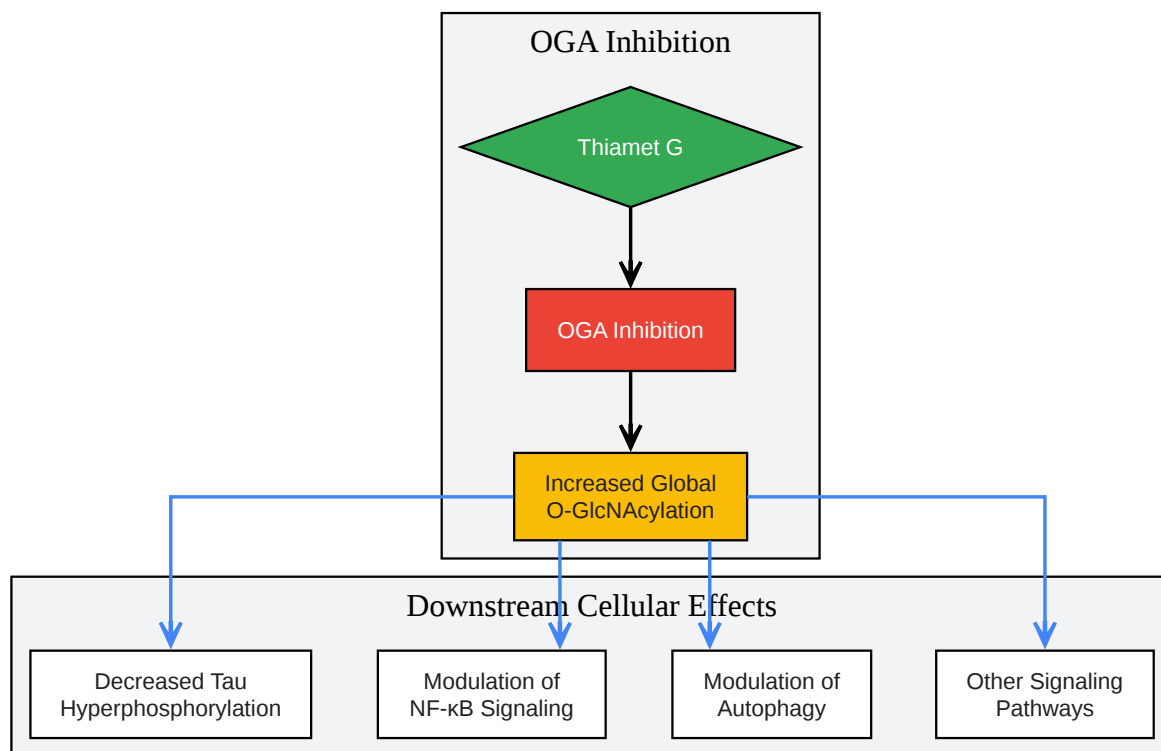 OGA Inhibition
Thiamet G
OGA Inhibition
Increased Global
O-GlcNAcylation
Downstream Cellular Effects
Decreased Tau
Hyperphosphorylation
Modulation of
NF-κB Signaling
Modulation of
Autophagy
Other Signaling
Pathways